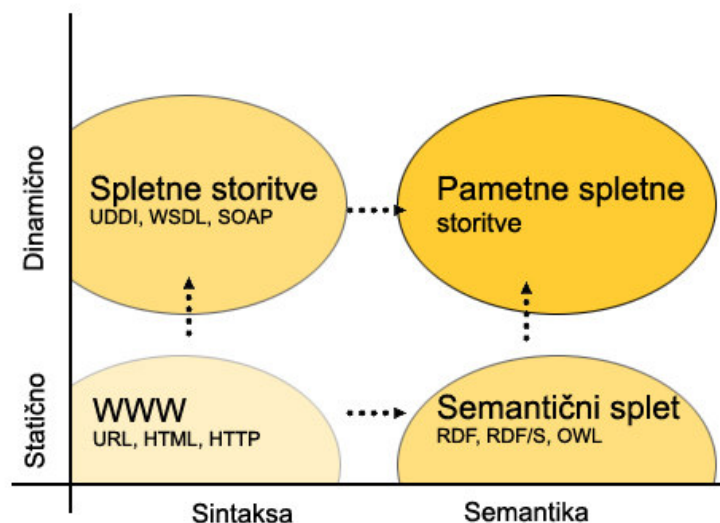 Dinamično
Spletne storitve
UDDI, WSDL, SOAP
Pametne spletne
storitve
Statično
WWW
URL, HTML, HTTP
Semantični splet
RDF, RDF/S, OWL
Sintaksa
Semantika